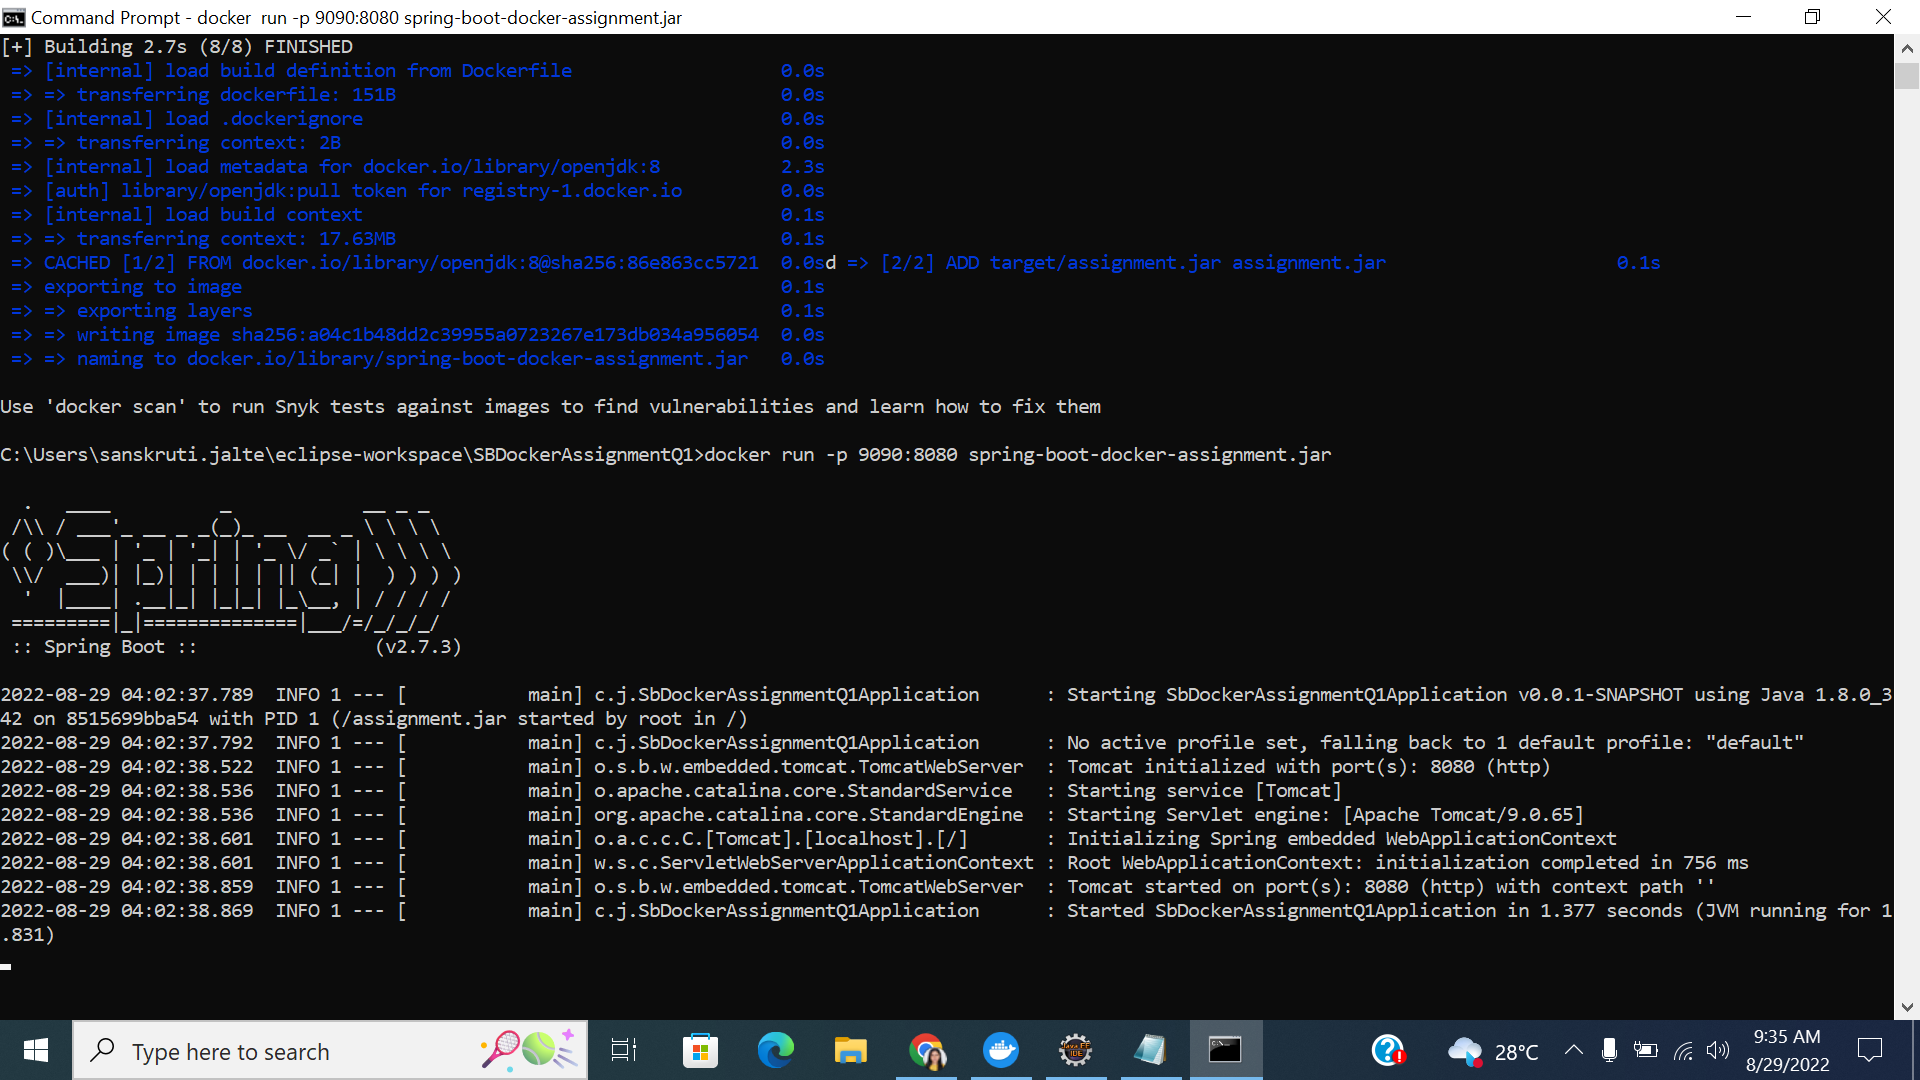 Command Prompt - docker  run -p 9090:8080 spring-boot-docker-assignment.jar
[+] Building 2.7s (8/8) FINISHED
=> [internal] load build definition from Dockerfile 0.0s
=> => transferring dockerfile: 151B 0.0s
=> [internal] load .dockerignore 0.0s
=> => transferring context: 2B 0.0s
=> [internal] load metadata for docker.io/library/openjdk:8 2.3s
=> [auth] library/openjdk:pull token for registry-1.docker.io 0.0s
=> [internal] load build context 0.1s
=> => transferring context: 17.63MB 0.1s
=> CACHED [1/2] FROM docker.io/library/openjdk:8@sha256:86e863cc5721 0.0sd => [2/2] ADD target/assignment.jar assignment.jar 0.1s
=> exporting to image 0.1s
=> => exporting layers 0.1s
=> => writing image sha256:a04c1b48dd2c39955a0723267e173db034a956054 0.0s
=> => naming to docker.io/library/spring-boot-docker-assignment.jar 0.0s
Use 'docker scan' to run Snyk tests against images to find vulnerabilities and learn how to fix them
C:\Users\sanskruti.jalte\eclipse-workspace\SBDockerAssignmentQ1>docker run -p 9090:8080 spring-boot-docker-assignment.jar
Spring
:: Spring Boot :: (v2.7.3)
2022-08-29 04:02:37.789  INFO 1 --- [           main] c.j.SbDockerAssignmentQ1Application      : Starting SbDockerAssignmentQ1Application v0.0.1-SNAPSHOT using Java 1.8.0_3
42 on 8515699bba54 with PID 1 (/assignment.jar started by root in /)
2022-08-29 04:02:37.792  INFO 1 --- [           main] c.j.SbDockerAssignmentQ1Application      : No active profile set, falling back to 1 default profile: "default"
2022-08-29 04:02:38.522  INFO 1 --- [           main] o.s.b.w.embedded.tomcat.TomcatWebServer  : Tomcat initialized with port(s): 8080 (http)
2022-08-29 04:02:38.536  INFO 1 --- [           main] o.apache.catalina.core.StandardService   : Starting service [Tomcat]
2022-08-29 04:02:38.536  INFO 1 --- [           main] org.apache.catalina.core.StandardEngine  : Starting Servlet engine: [Apache Tomcat/9.0.65]
2022-08-29 04:02:38.601  INFO 1 --- [           main] o.a.c.c.C.[Tomcat].[localhost].[/]       : Initializing Spring embedded WebApplicationContext
2022-08-29 04:02:38.601  INFO 1 --- [           main] w.s.c.ServletWebServerApplicationContext : Root WebApplicationContext: initialization completed in 756 ms
2022-08-29 04:02:38.859  INFO 1 --- [           main] o.s.b.w.embedded.tomcat.TomcatWebServer  : Tomcat started on port(s): 8080 (http) with context path ''
2022-08-29 04:02:38.869  INFO 1 --- [           main] c.j.SbDockerAssignmentQ1Application      : Started SbDockerAssignmentQ1Application in 1.377 seconds (JVM running for 1
.831)
Type here to search
28°C
9:35 AM
8/29/2022